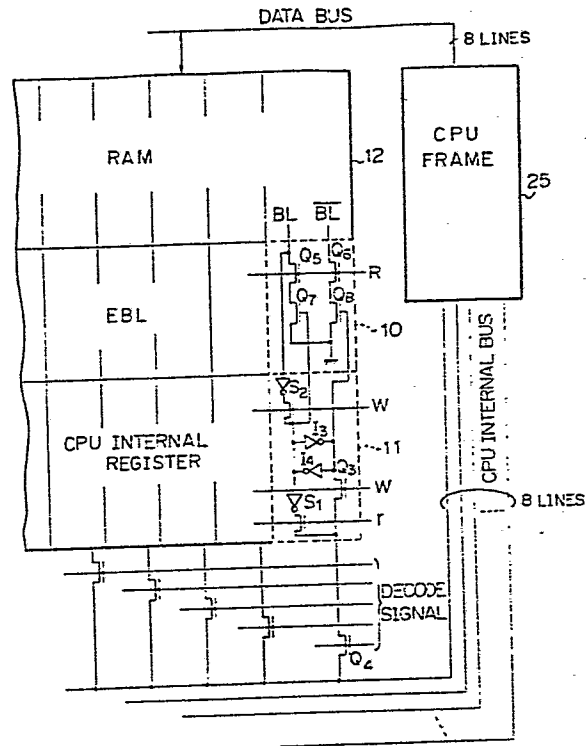 DATA BUS
8 LINES
RAM
12
CPU
FRAME
25
BL
BL
Q5
Q6
R
Q7
Q8
EBL
10
S2
W
CPU INTERNAL
REGISTER
I3
11
I4
Q3
W
S1
r
CPU INTERNAL BUS
8 LINES
DECODE
SIGNAL
Q4